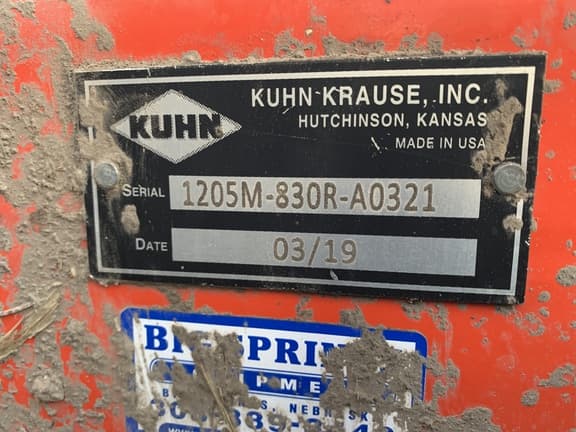 KUHN
KUHN KRAUSE, INC.
HUTCHINSON, KANSAS
MADE IN USA
SERIAL 1205M-830R-A0321
DATE 03/19